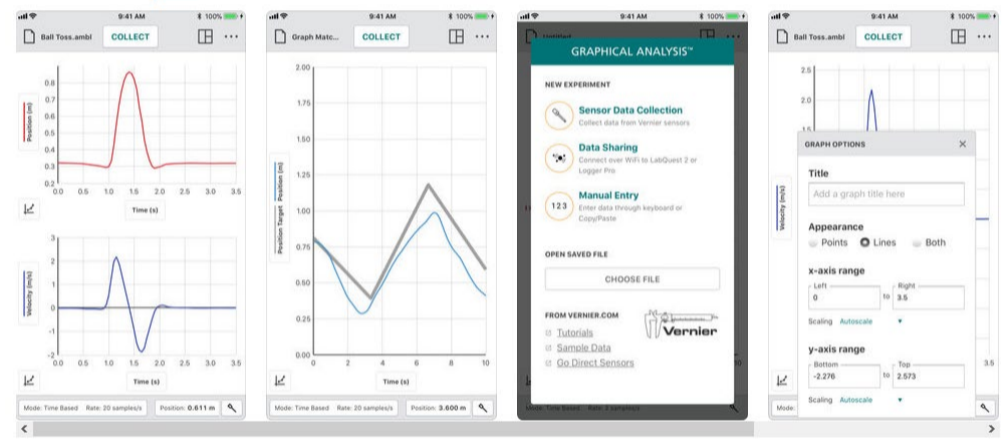 9:41 AM
100%
Ball Toss.ambl
COLLECT
0.8
0.7
0.6
0.5
0.4
0.3
0.2
Position (m)
0.0 0.5 1.0 1.5 2.0 2.5 3.0 3.5
Time (s)
3
2
1
0
-1
-2
Velocity (m/s)
0.0 0.5 1.0 1.5 2.0 2.5 3.0 3.5
Time (s)
Mode: Time Based Rate: 20 samples/s
Position: 0.611 m
9:41 AM
100%
Graph Matc...
COLLECT
2.00
1.75
1.50
1.25
1.00
0.75
0.50
0.00
Position Target Position (m)
0 2 4 6 8 10
Time (s)
Mode: Time Based Rate: 20 samples/s
Position: 3.600 m
9:41 AM
100%
Untitled
GRAPHICAL ANALYSIS™
NEW EXPERIMENT
Sensor Data Collection
Collect data from Vernier sensors
Data Sharing
Connect over WiFi to LabQuest 2 or
Logger Pro
123
Manual Entry
Enter data through keyboard or
Copy/Paste
OPEN SAVED FILE
CHOOSE FILE
FROM VERNIER.COM
Tutorials
Sample Data
Go Direct Sensors
Vernier
9:41 AM
100%
Ball Toss.ambl
COLLECT
2.5
2.0
1.5
Velocity (m/s)
GRAPH OPTIONS
Title
Add a graph title here
Appearance
Points Lines Both
x-axis range
Left Right
0 to 3.5
Scaling Autoscale
y-axis range
Bottom Top
-2.276 to 2.573
Scaling Autoscale
3.5
Mode: